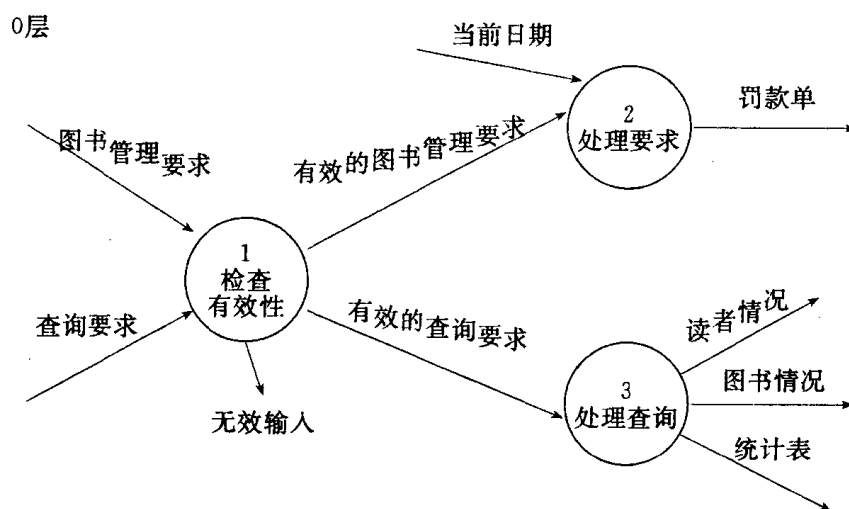 0层
当前日期
2
处理要求
罚款单
图书管理要求
有效的图书管理要求
1
检查
有效性
查询要求
有效的查询要求
无效输入
3
处理查询
读者情况
图书情况
统计表